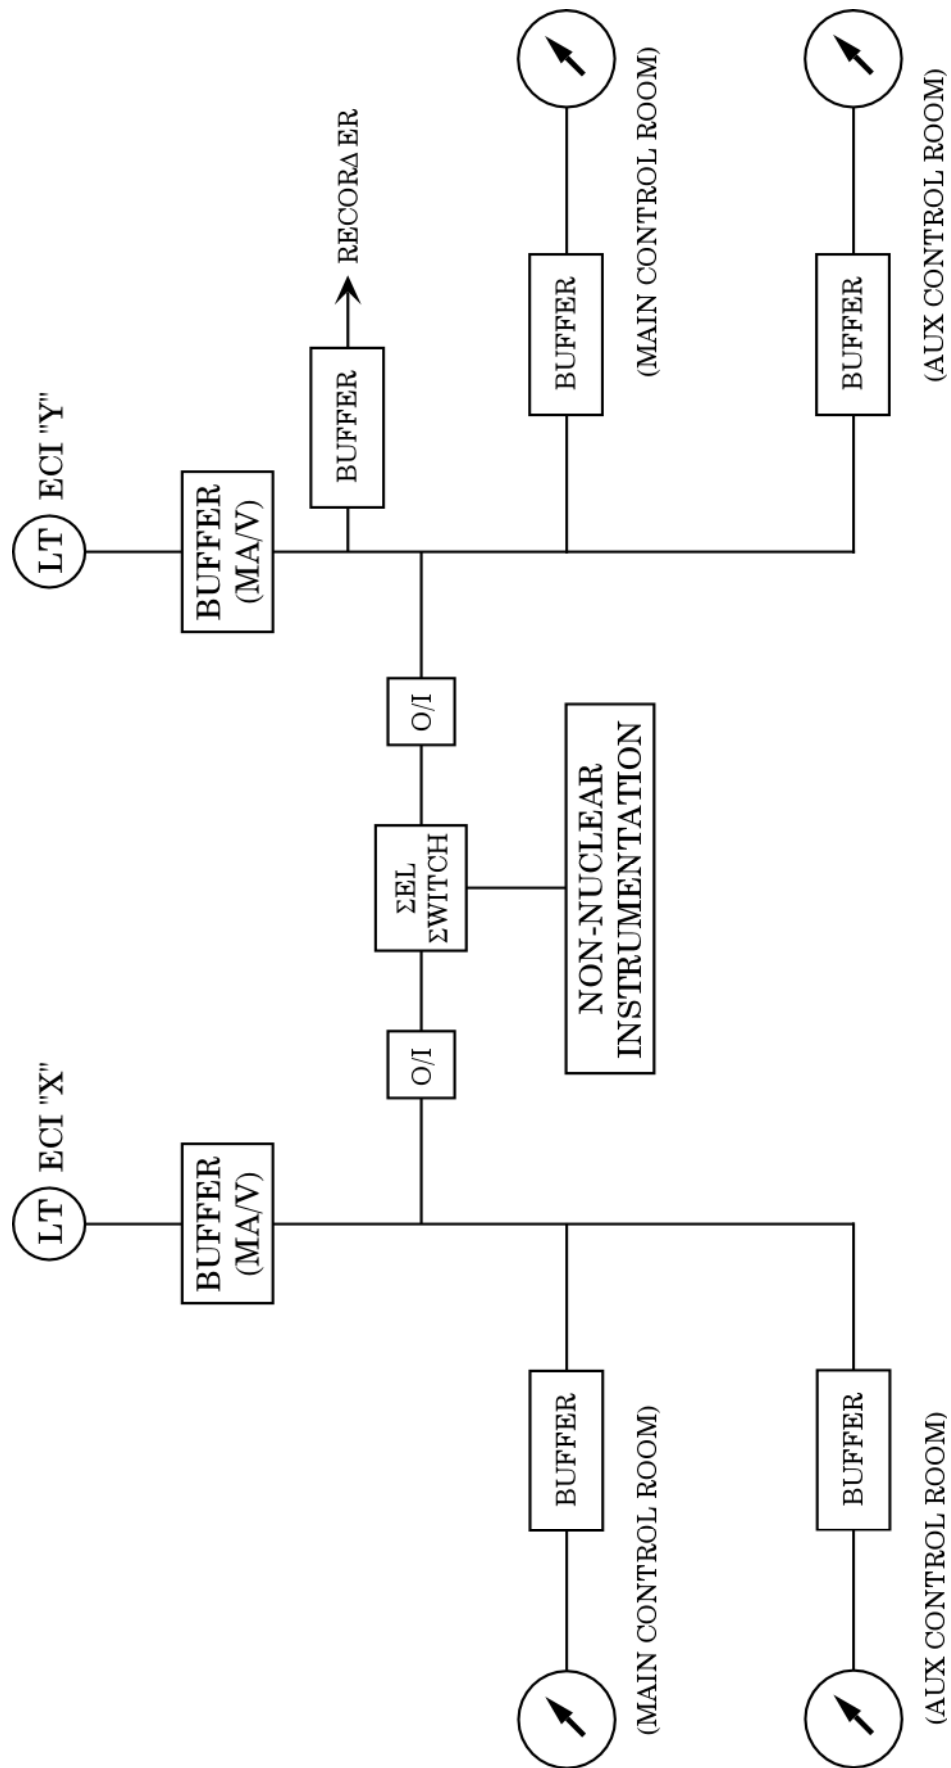 LT ECI "X"
LT ECI "Y"
BUFFER
(MA/V)
BUFFER
(MA/V)
BUFFER
RECORΔER
O/I
ΣEL
ΣWITCH
O/I
BUFFER
NON-NUCLEAR
INSTRUMENTATION
BUFFER
(MAIN CONTROL ROOM)
(MAIN CONTROL ROOM)
BUFFER
BUFFER
(AUX CONTROL ROOM)
(AUX CONTROL ROOM)